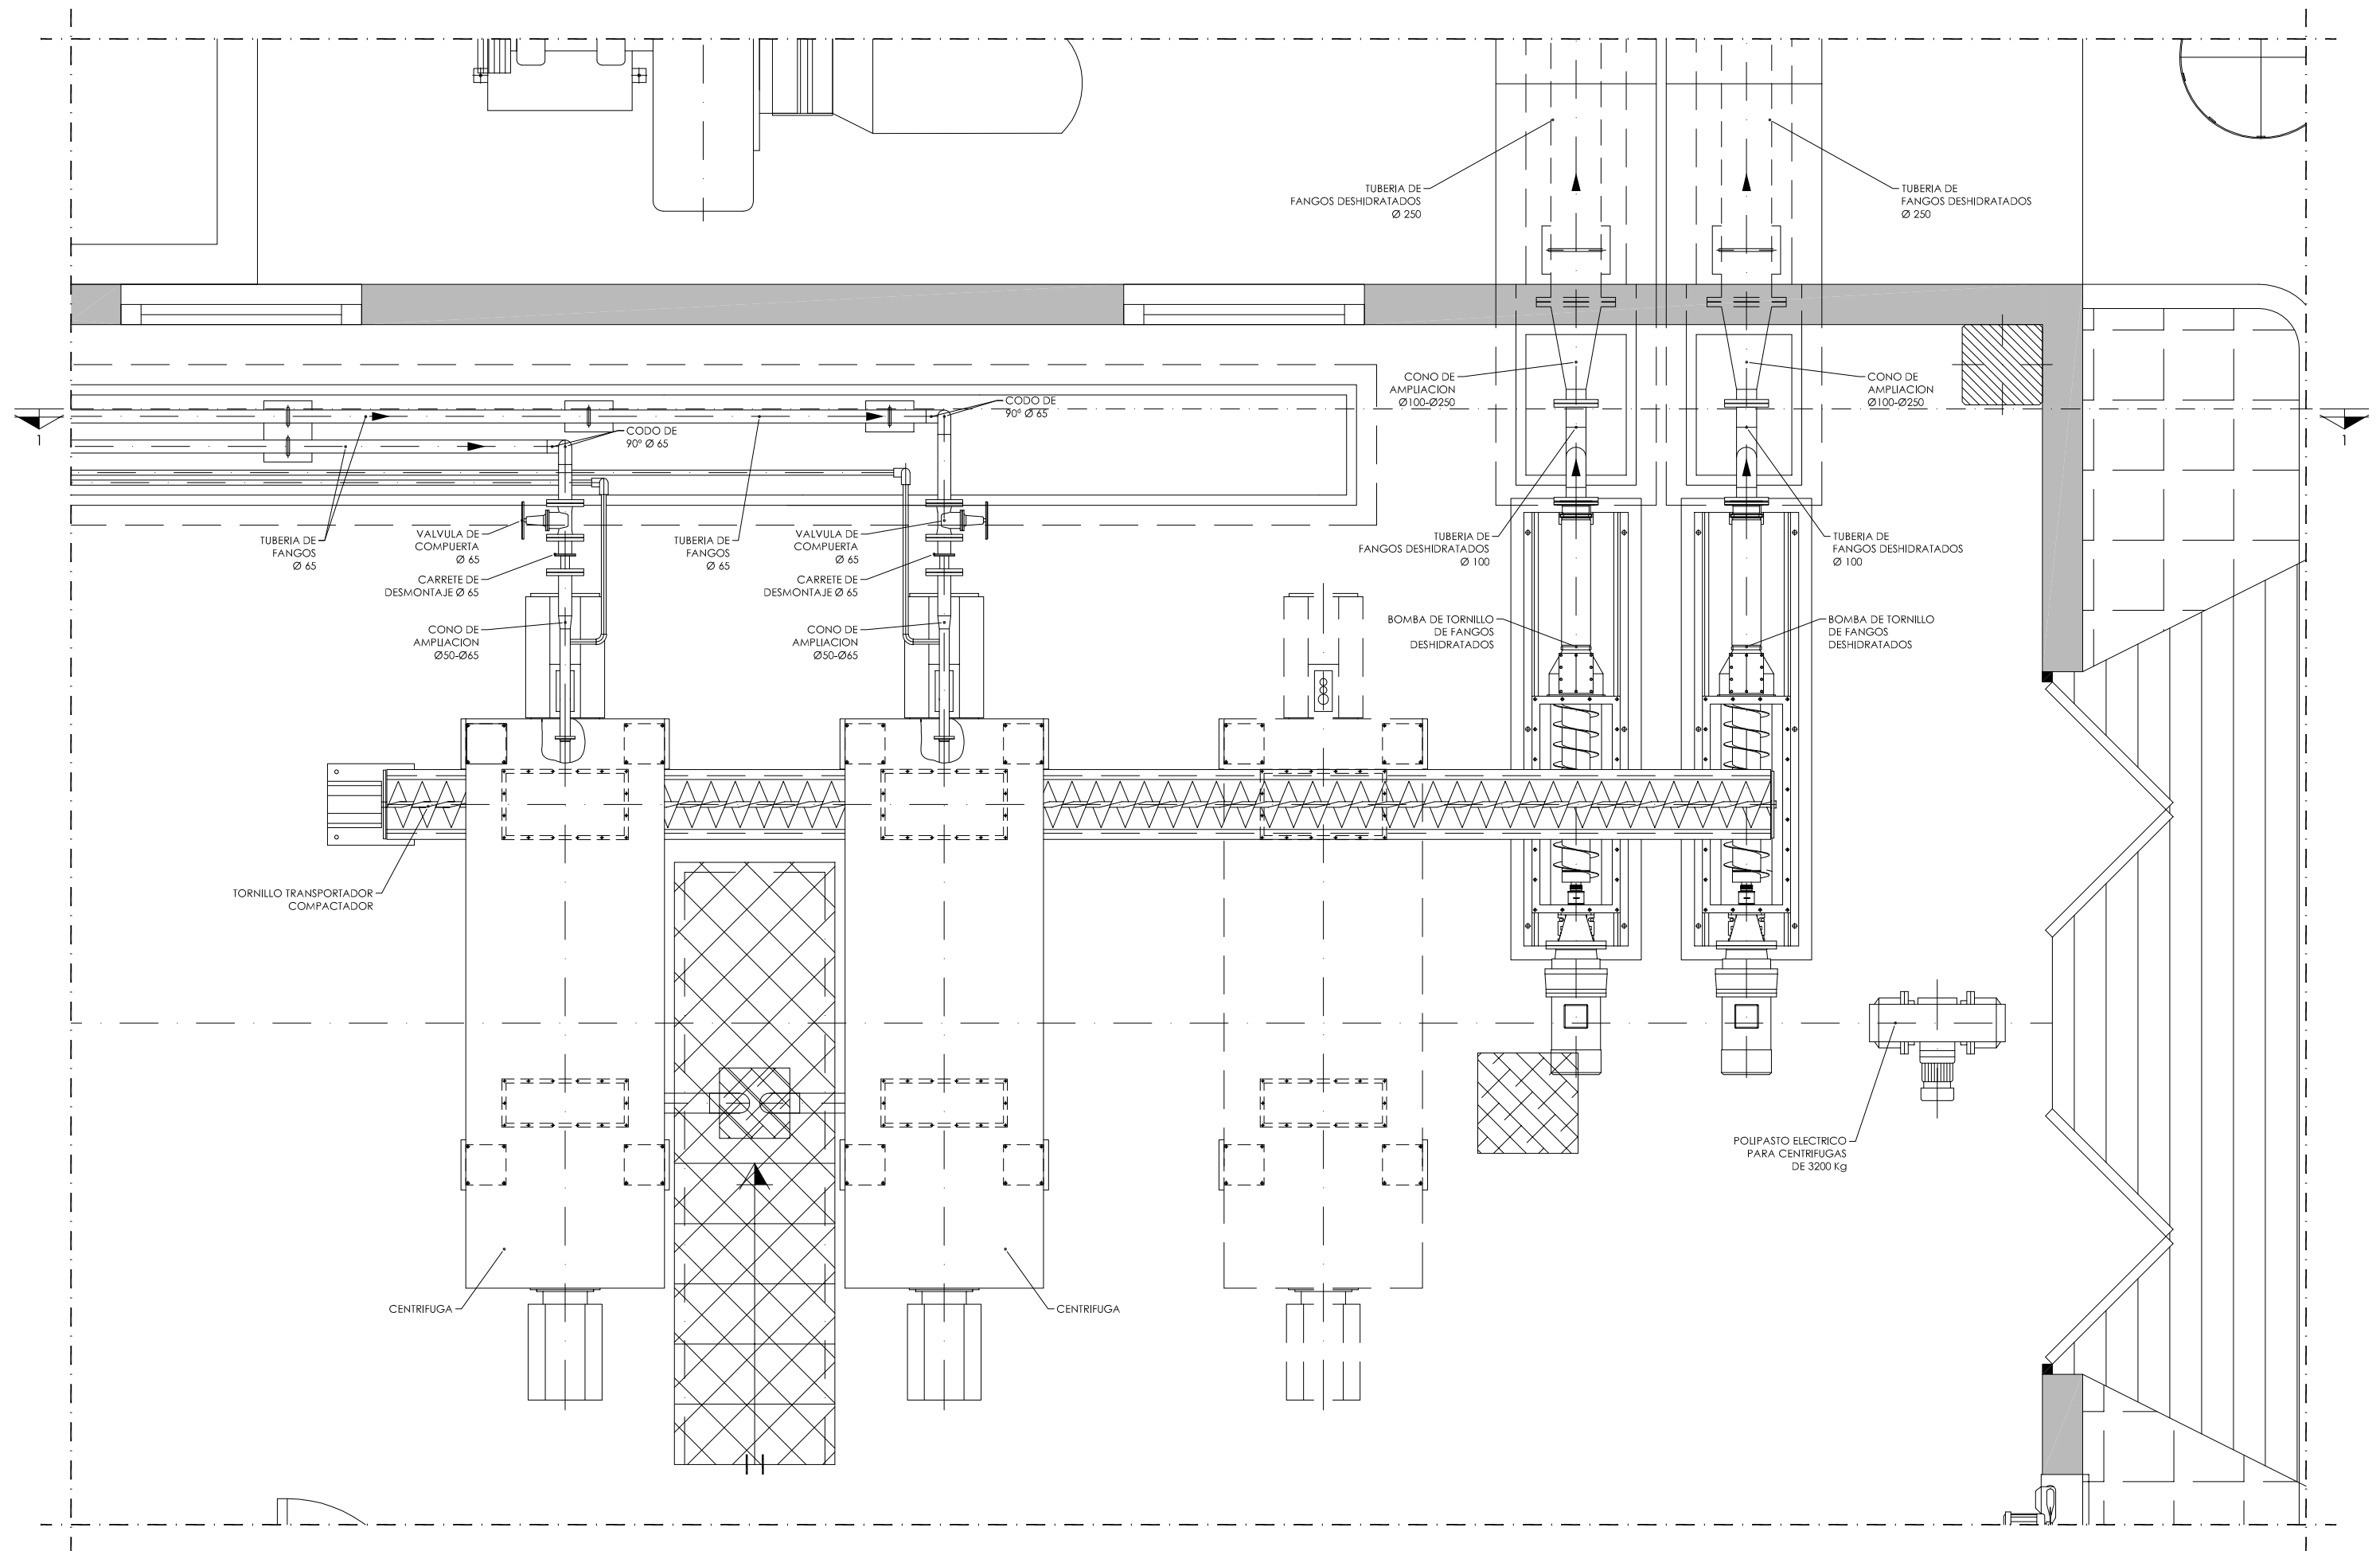 TUBERIA DE
FANGOS DESHIDRATADOS
Ø 250
TUBERIA DE
FANGOS DESHIDRATADOS
Ø 250
CONO DE
AMPLIACION
Ø100-Ø250
CONO DE
AMPLIACION
Ø100-Ø250
CODO DE
90º Ø 65
1
1
CODO DE
90º Ø 65
TUBERIA DE
FANGOS
Ø 65
VALVULA DE
COMPUERTA
Ø 65
TUBERIA DE
FANGOS
Ø 65
VALVULA DE
COMPUERTA
Ø 65
TUBERIA DE
FANGOS DESHIDRATADOS
Ø 100
TUBERIA DE
FANGOS DESHIDRATADOS
Ø 100
CARRETE DE
DESMONTAJE Ø 65
CARRETE DE
DESMONTAJE Ø 65
CONO DE
AMPLIACION
Ø50-Ø65
CONO DE
AMPLIACION
Ø50-Ø65
BOMBA DE TORNILLO
DE FANGOS
DESHIDRATADOS
BOMBA DE TORNILLO
DE FANGOS
DESHIDRATADOS
TORNILLO TRANSPORTADOR
COMPACTADOR
POLIPASTO ELECTRICO
PARA CENTRIFUGAS
DE 3200 Kg
CENTRIFUGA
CENTRIFUGA